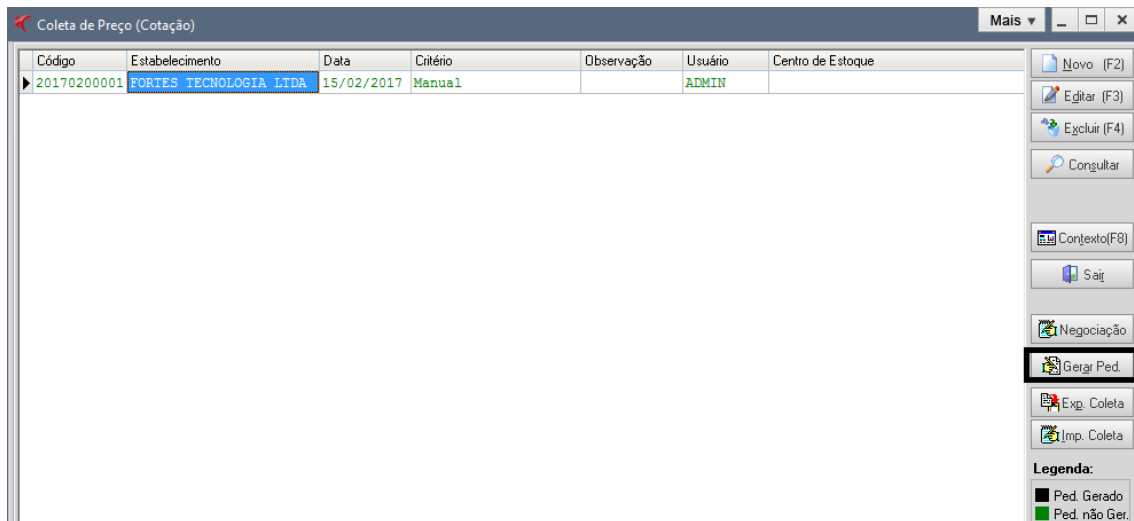 Coleta de Preço (Cotação)
Mais
Código Estabelecimento Data Critério Observação Usuário Centro de Estoque
20170200001 FORTES TECNOLOGIA LTDA 15/02/2017 Manual ADMIN
Novo (F2)
Editar (F3)
Excluir (F4)
Consultar
Contexto(F8)
Sair
Negociação
Gerar Ped.
Exp. Coleta
Imp. Coleta
Legenda:
Ped. Gerado
Ped. não Ger.